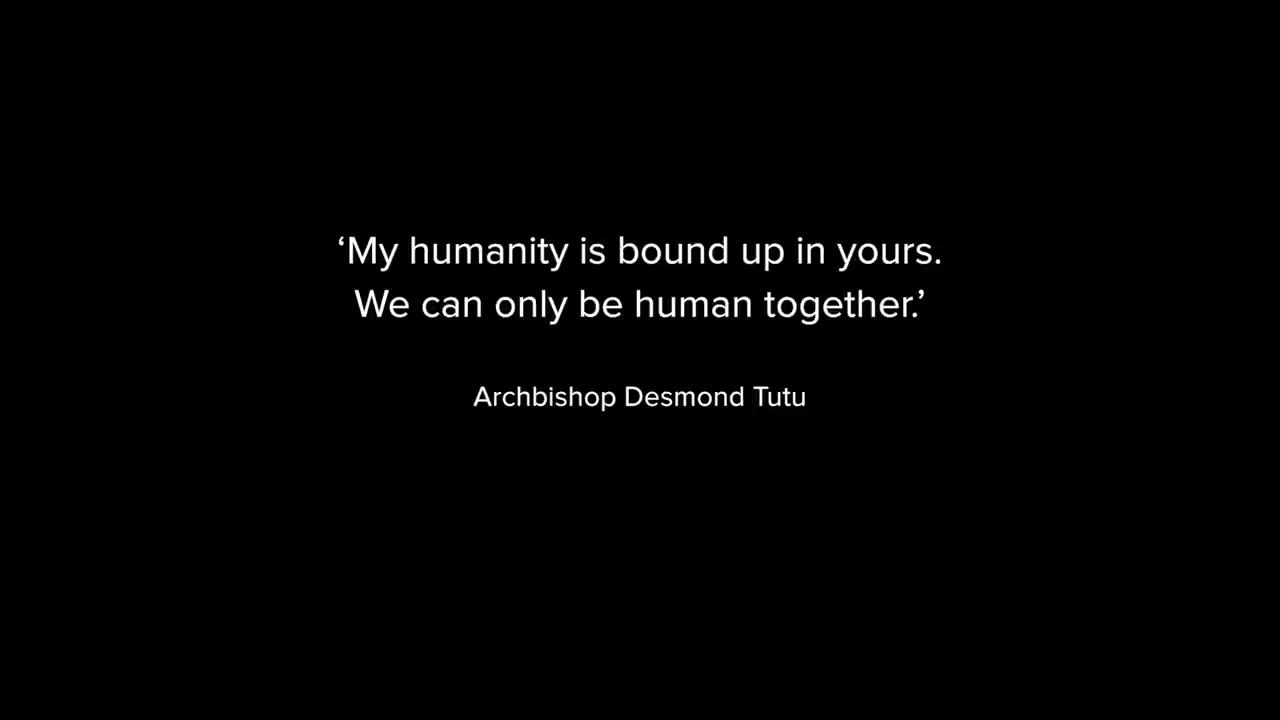 ‘My humanity is bound up in yours.
We can only be human together.’
Archbishop Desmond Tutu